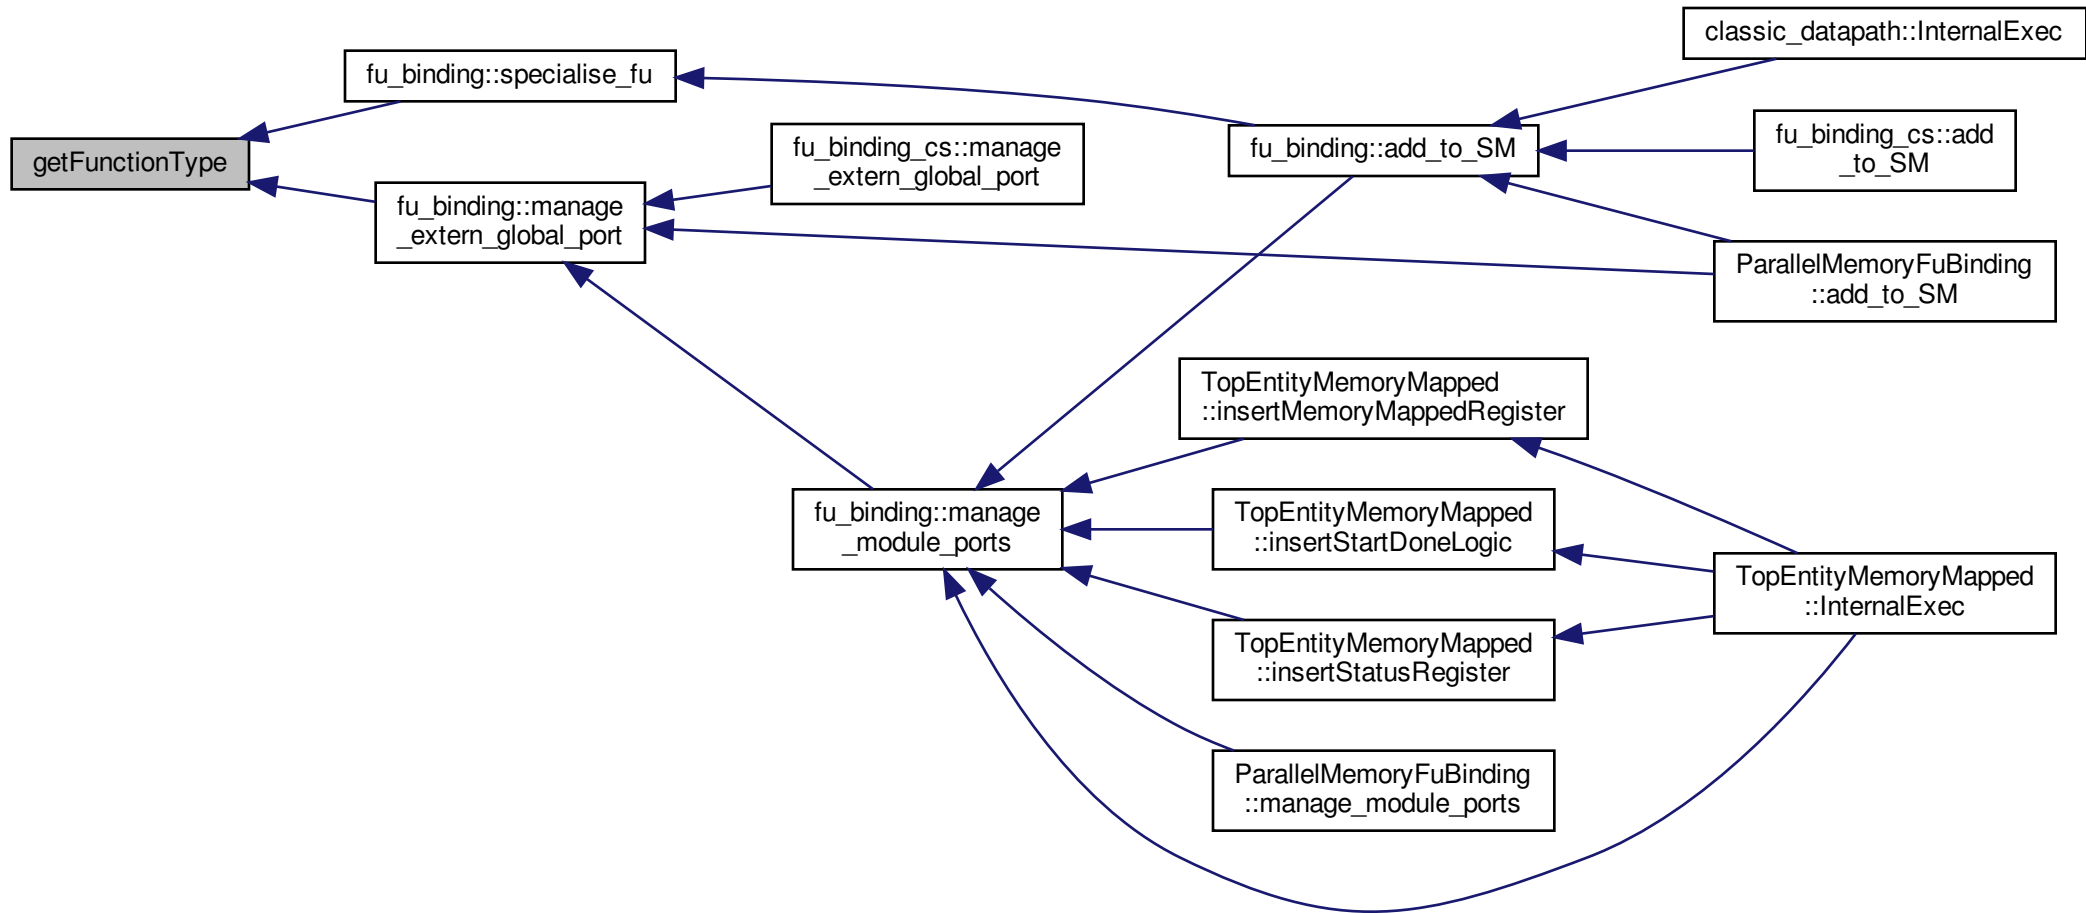 getFunctionType
fu_binding::specialise_fu
fu_binding::manage
_extern_global_port
fu_binding_cs::manage
_extern_global_port
fu_binding::manage
_module_ports
fu_binding::add_to_SM
classic_datapath::InternalExec
fu_binding_cs::add
_to_SM
ParallelMemoryFuBinding
::add_to_SM
TopEntityMemoryMapped
::insertMemoryMappedRegister
TopEntityMemoryMapped
::insertStartDoneLogic
TopEntityMemoryMapped
::insertStatusRegister
TopEntityMemoryMapped
::InternalExec
ParallelMemoryFuBinding
::manage_module_ports